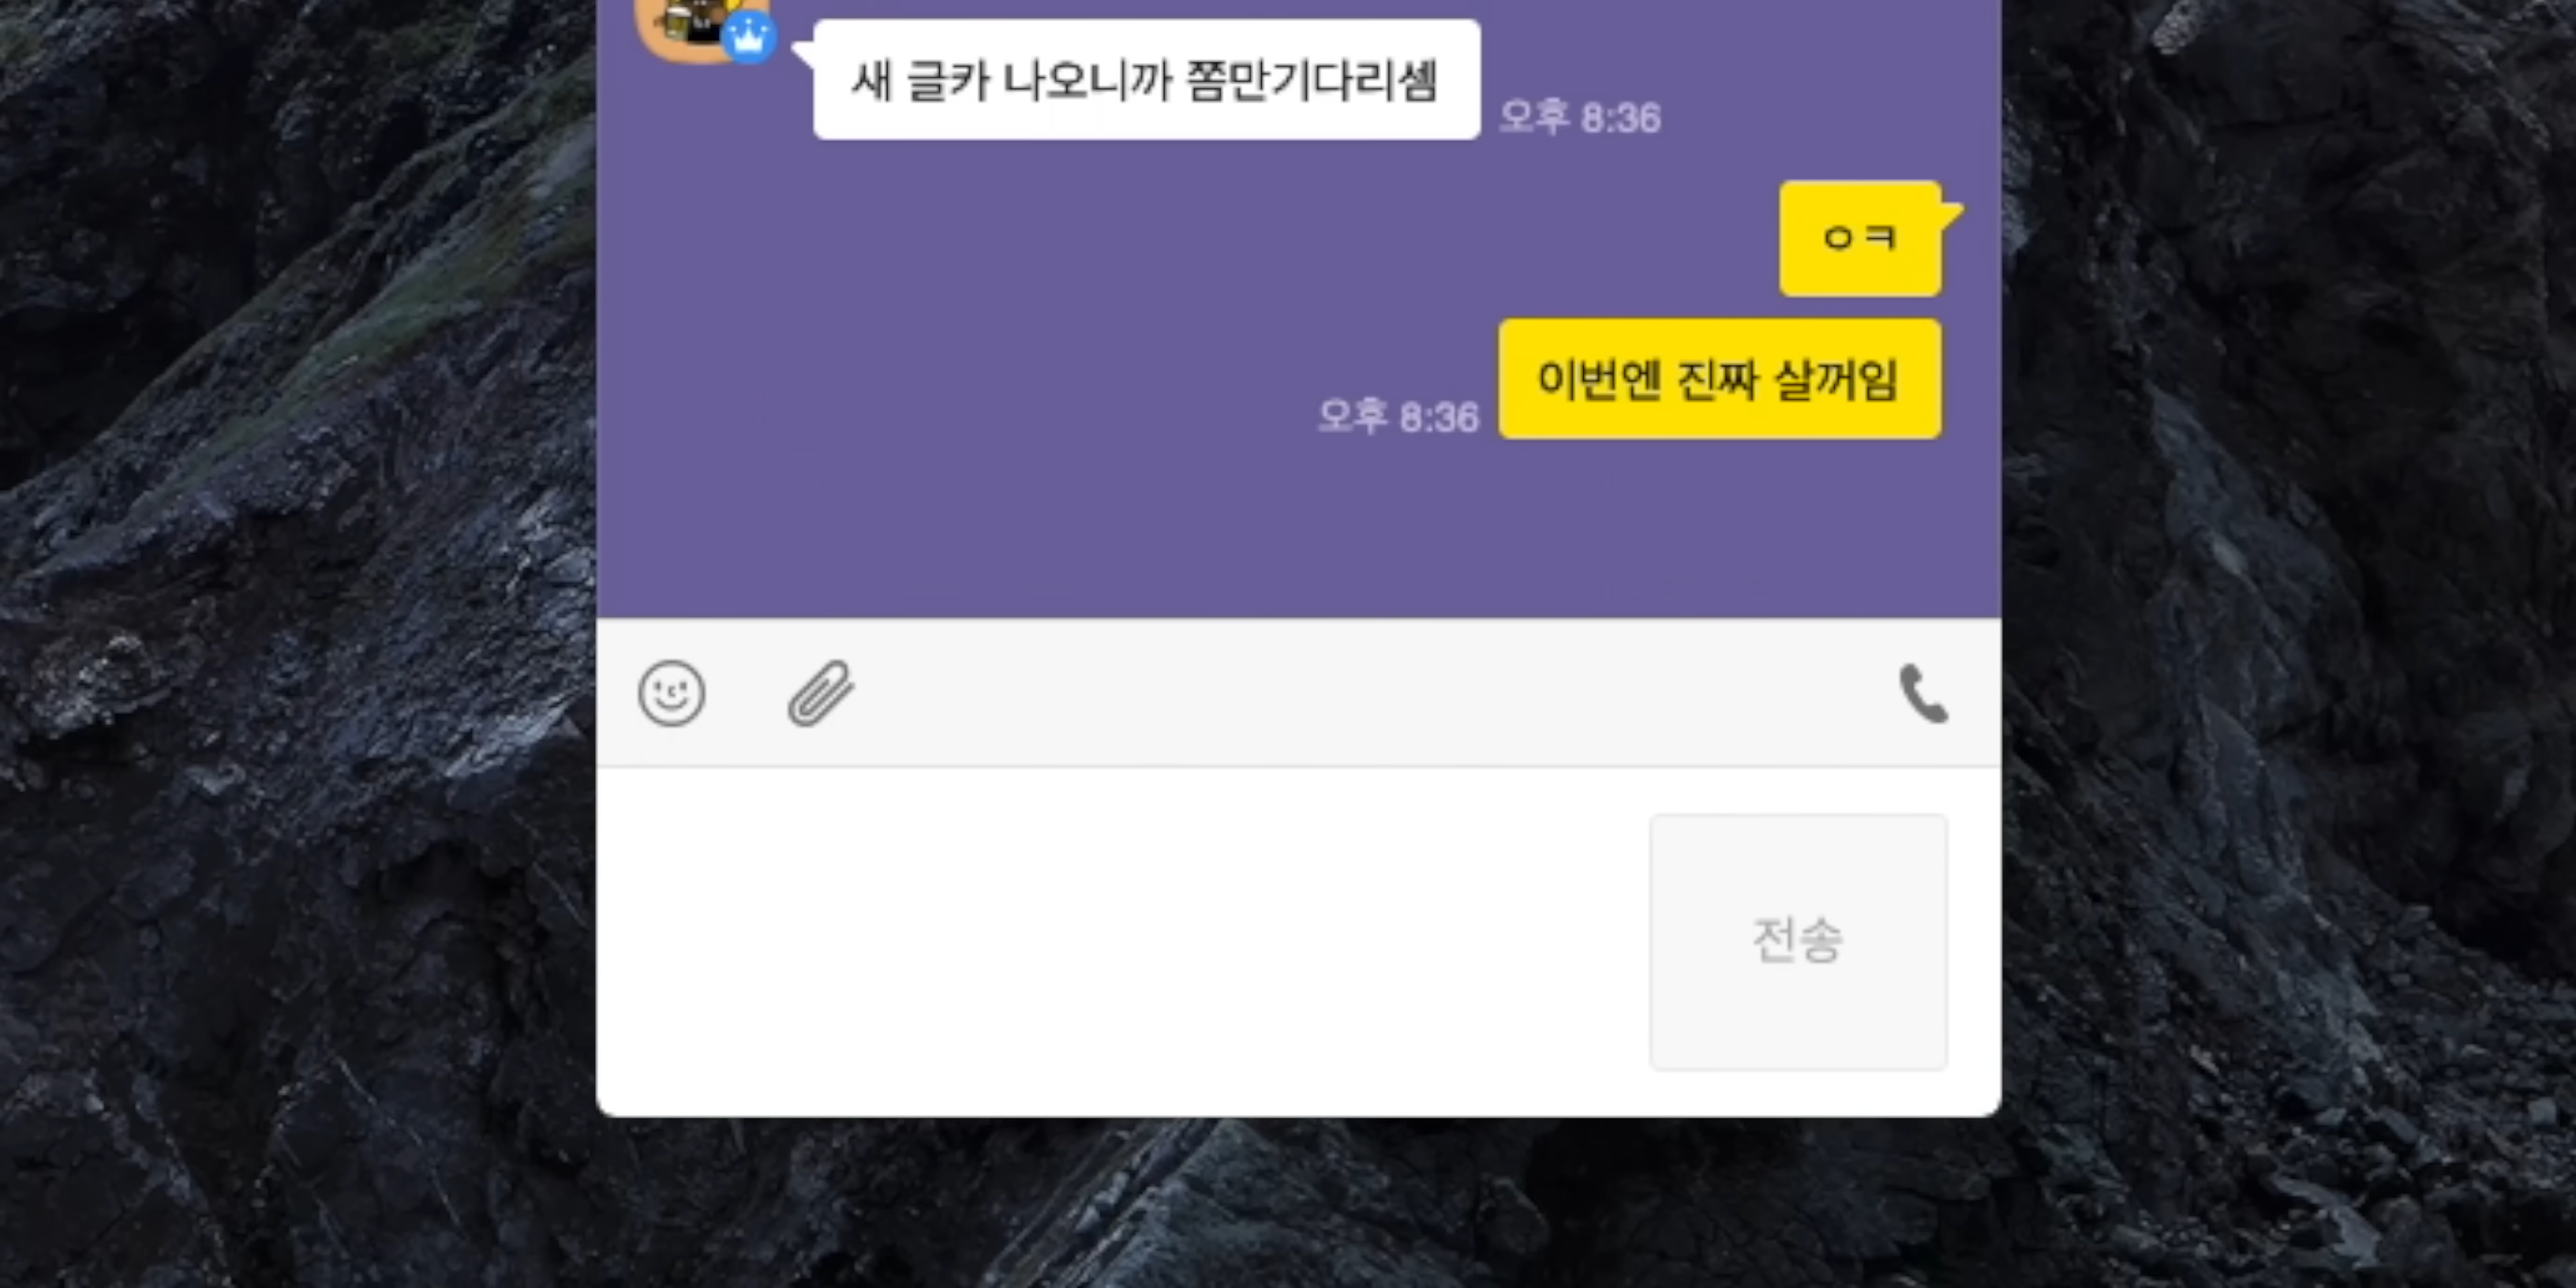 새 글카 나오니까 쫌만기다리셈
오후 8:36
ㅇㅋ
이번엔 진짜 살꺼임
오후 8:36
전송